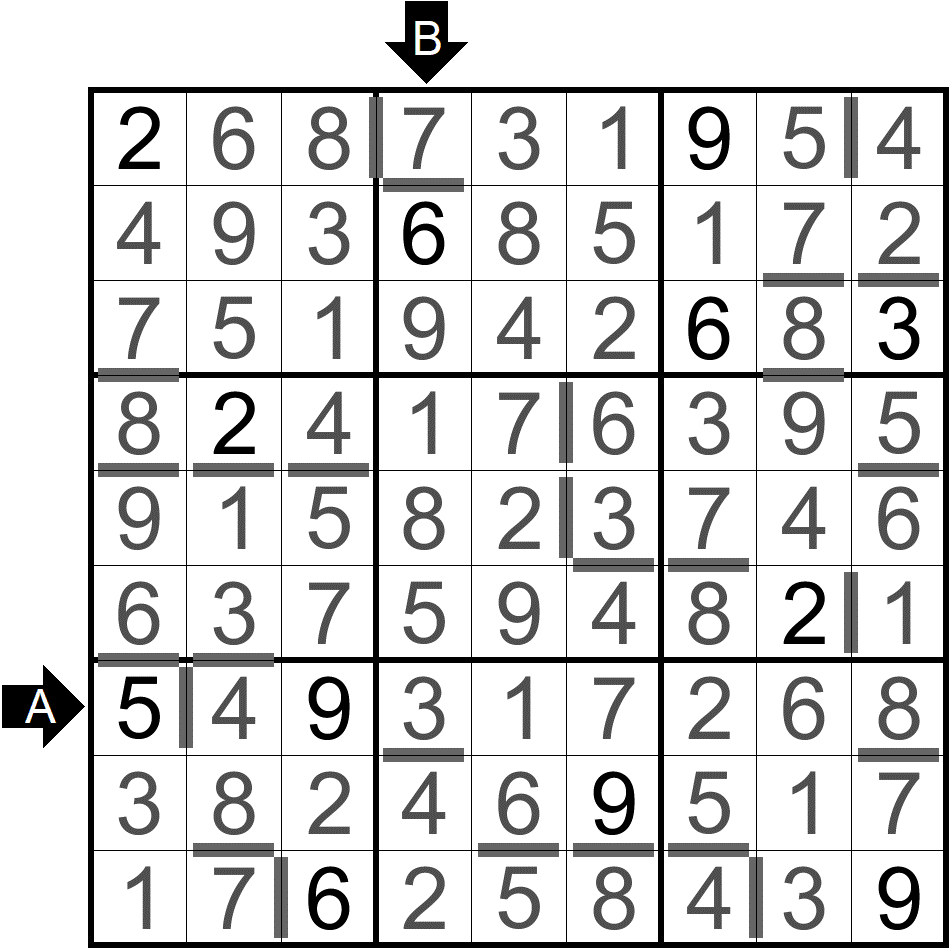 B
2 6 8 7 3 1 9 5 4
4 9 3 6 8 5 1 7 2
7 5 1 9 4 2 6 8 3
8 2 4 1 7 6 3 9 5
9 1 5 8 2 3 7 4 6
6 3 7 5 9 4 8 2 1
A 5 4 9 3 1 7 2 6 8
3 8 2 4 6 9 5 1 7
1 7 6 2 5 8 4 3 9